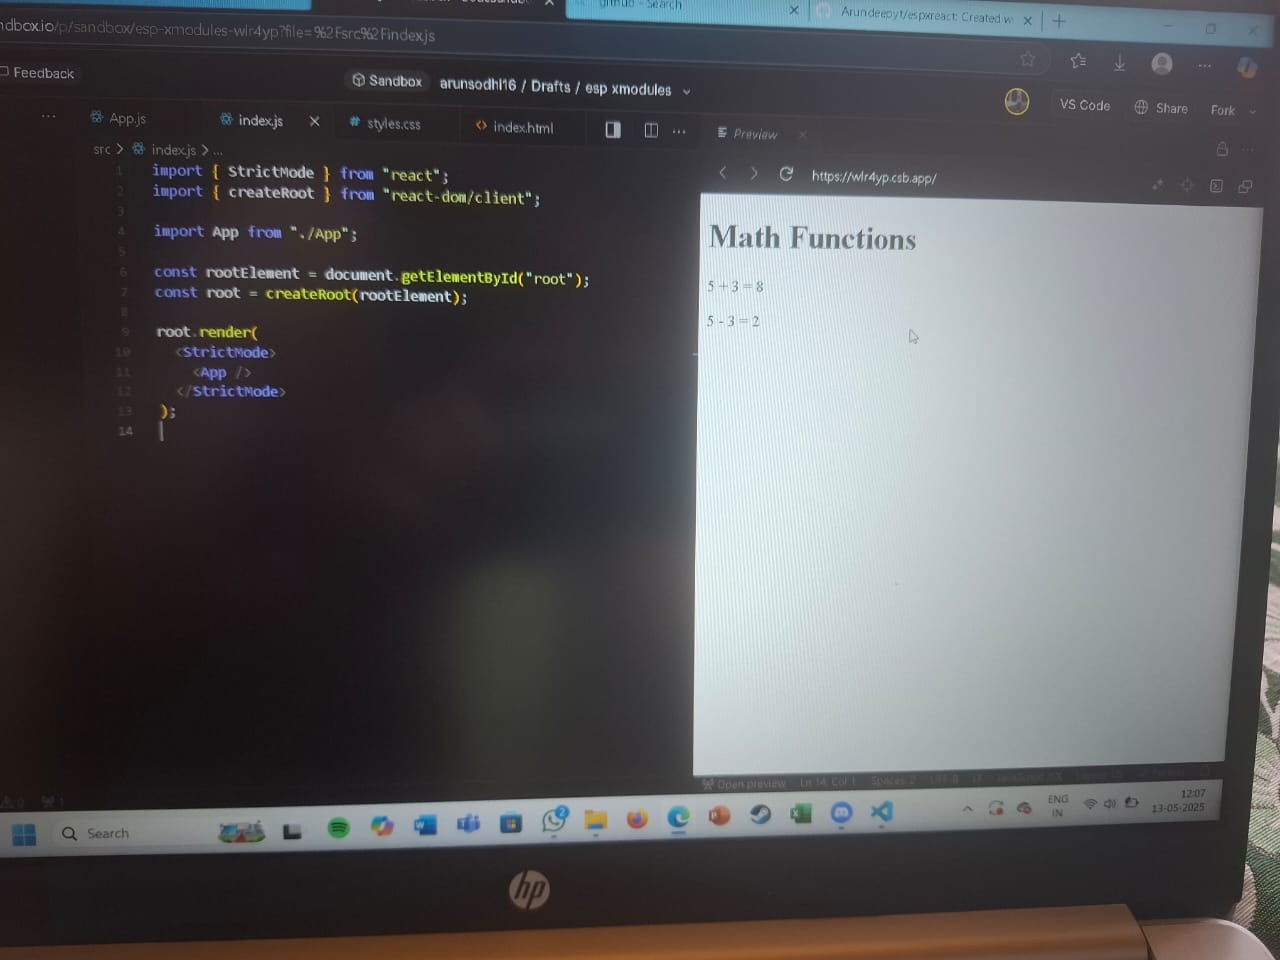 github - Search
Arundeepyt/espxreact: Created w
ndbox.io/p/sandbox/esp-xmodules-wlr4yp?file=%2Fsrc%2Findex.js
Feedback
Sandbox arunsodhi16 / Drafts / esp xmodules
VS Code Share Fork
App.js index.js styles.css index.html
Preview
src > index.js > ...
https://wlr4yp.csb.app/
1 import { StrictMode } from "react";
2 import { createRoot } from "react-dom/client";
3
4 import App from "./App";
5
6 const rootElement = document.getElementById("root");
7 const root = createRoot(rootElement);
8
9 root.render(
10 <StrictMode>
11 <App />
12 </StrictMode>
13 );
14
Math Functions
5 + 3 = 8
5 - 3 = 2
Open preview Ln 14, Col 1 Spaces: 2 UTF-8 LF
Search
2
ENG
IN
12:07
13-05-2025
hp